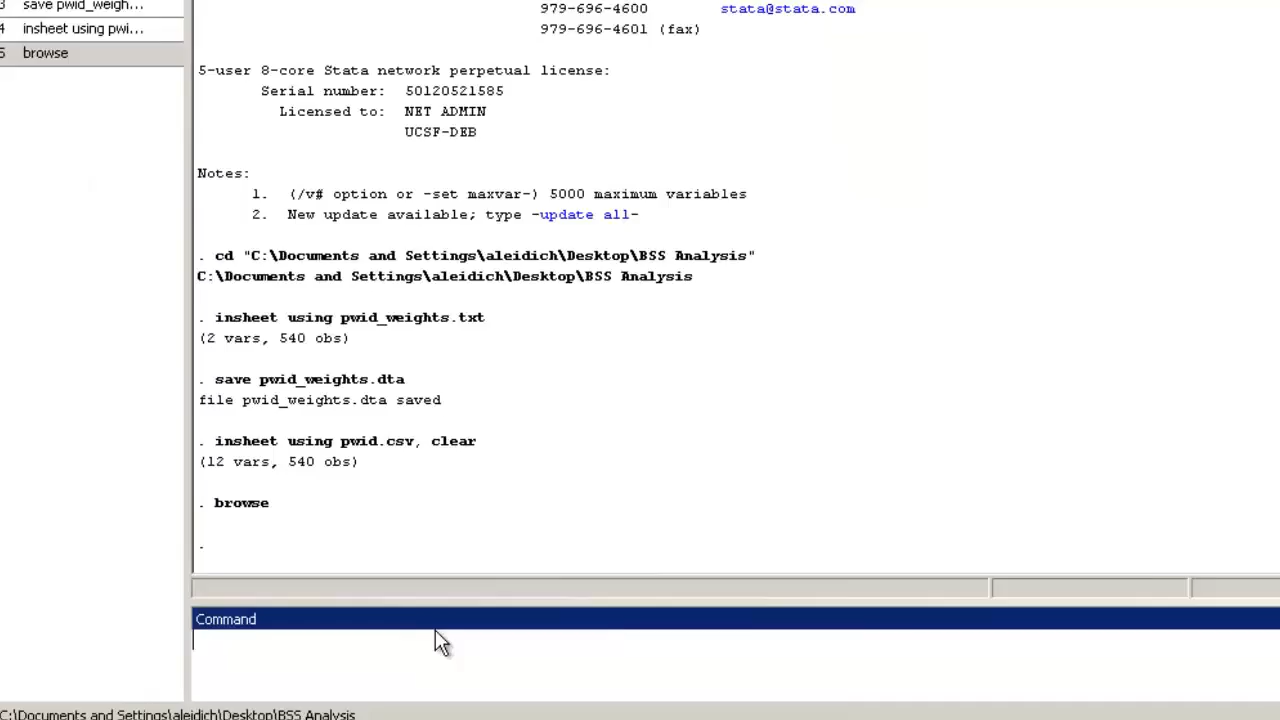 3 save pwid_weigh...
4 insheet using pwi...
5 browse
979-696-4600 stata@stata.com
979-696-4601 (fax)
5-user 8-core Stata network perpetual license:
Serial number: 50120521585
Licensed to: NET ADMIN
UCSF-DEB
Notes:
1. (/v# option or -set maxvar-) 5000 maximum variables
2. New update available; type -update all-
. cd "C:\Documents and Settings\aleidich\Desktop\BSS Analysis"
C:\Documents and Settings\aleidich\Desktop\BSS Analysis
. insheet using pwid_weights.txt
(2 vars, 540 obs)
. save pwid_weights.dta
file pwid_weights.dta saved
. insheet using pwid.csv, clear
(12 vars, 540 obs)
. browse
.
Command
C:\Documents and Settings\aleidich\Desktop\BSS Analysis